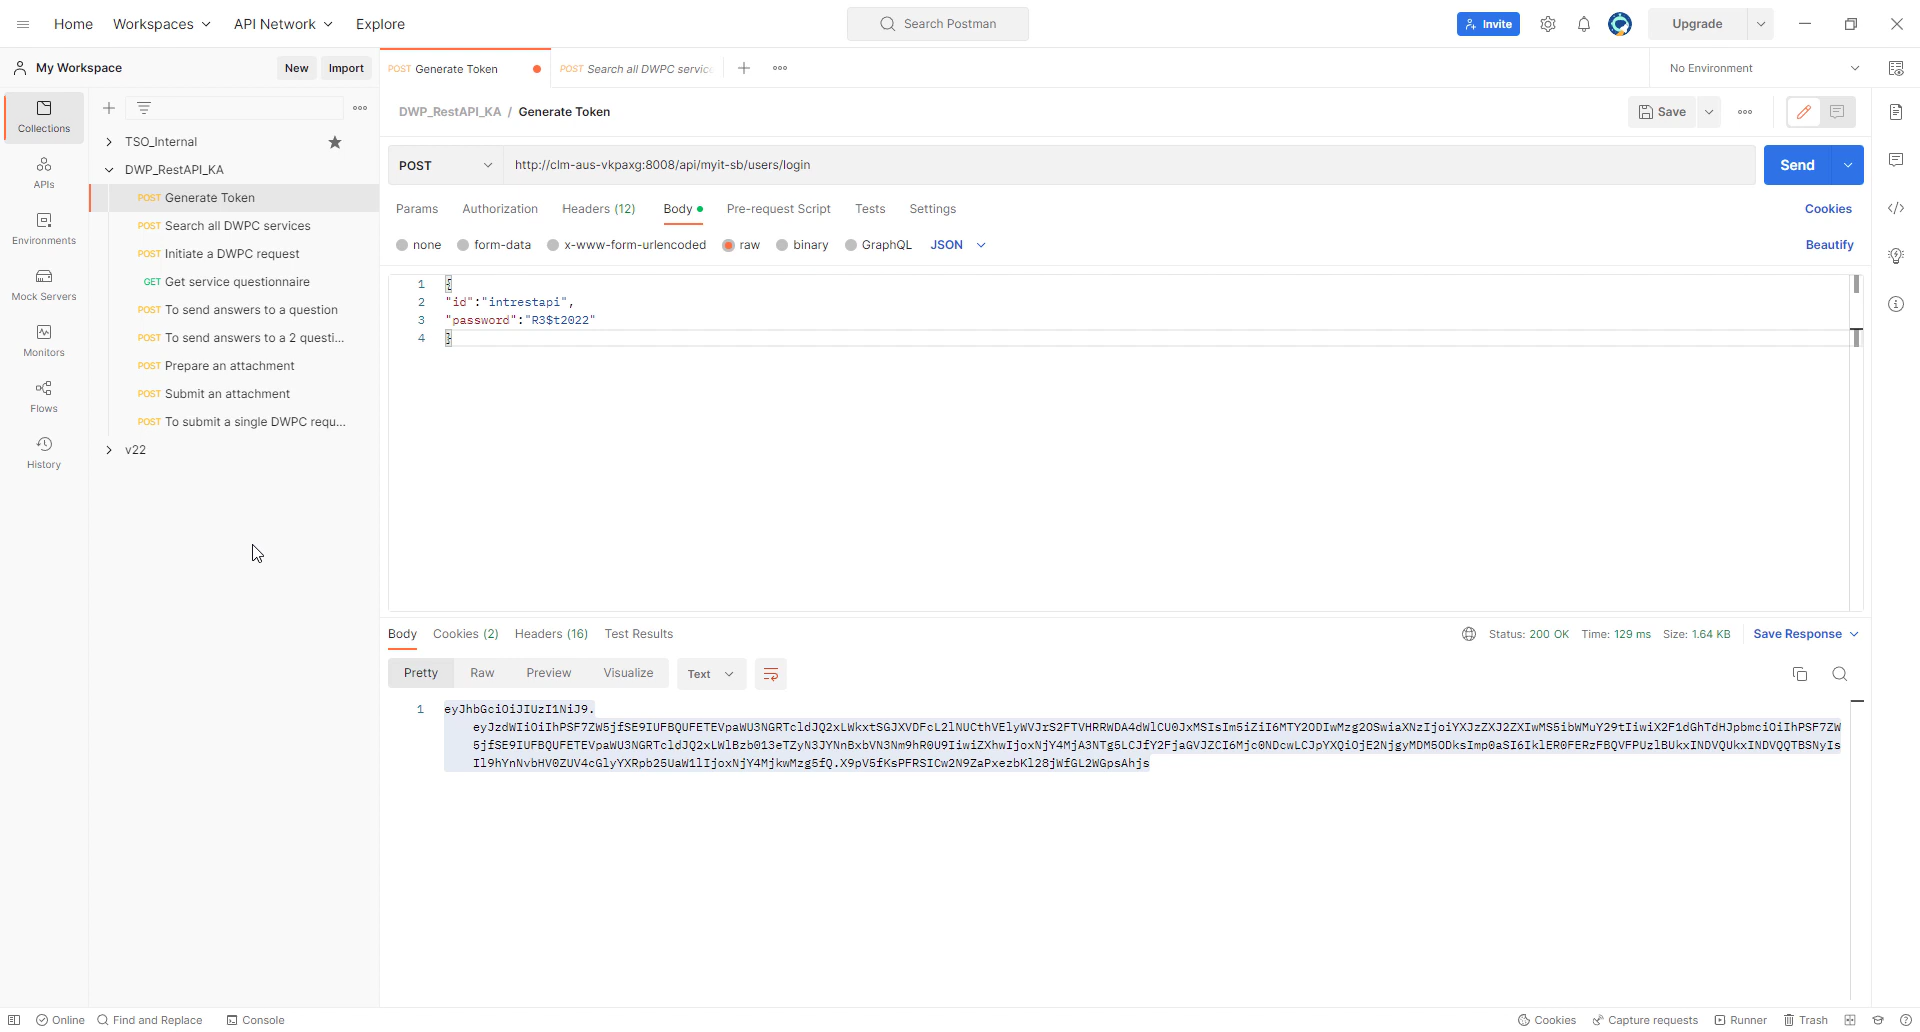 Home Workspaces API Network Explore
Search Postman
Invite
Upgrade
My Workspace
New Import
POST Generate Token
POST Search all DWPC servic
No Environment
Collections
APIs
Environments
Mock Servers
Monitors
Flows
History
TSO_Internal
DWP_RestAPI_KA
POST Generate Token
POST Search all DWPC services
POST Initiate a DWPC request
GET Get service questionnaire
POST To send answers to a question
POST To send answers to a 2 questi...
POST Prepare an attachment
POST Submit an attachment
POST To submit a single DWPC requ...
v22
DWP_RestAPI_KA / Generate Token
Save
POST http://clm-aus-vkpaxg:8008/api/myit-sb/users/login
Send
Params Authorization Headers (12) Body Pre-request Script Tests Settings
Cookies
none form-data x-www-form-urlencoded raw binary GraphQL JSON
Beautify
1 {
2 "id":"intrestapi",
3 "password":"R3$t2022"
4 }
Body Cookies (2) Headers (16) Test Results
Status: 200 OK Time: 129 ms Size: 1.64 KB Save Response
Pretty Raw Preview Visualize Text
1 eyJhbGciOiJIUzI1NiJ9.
Online Find and Replace Console
Cookies Capture requests Runner Trash